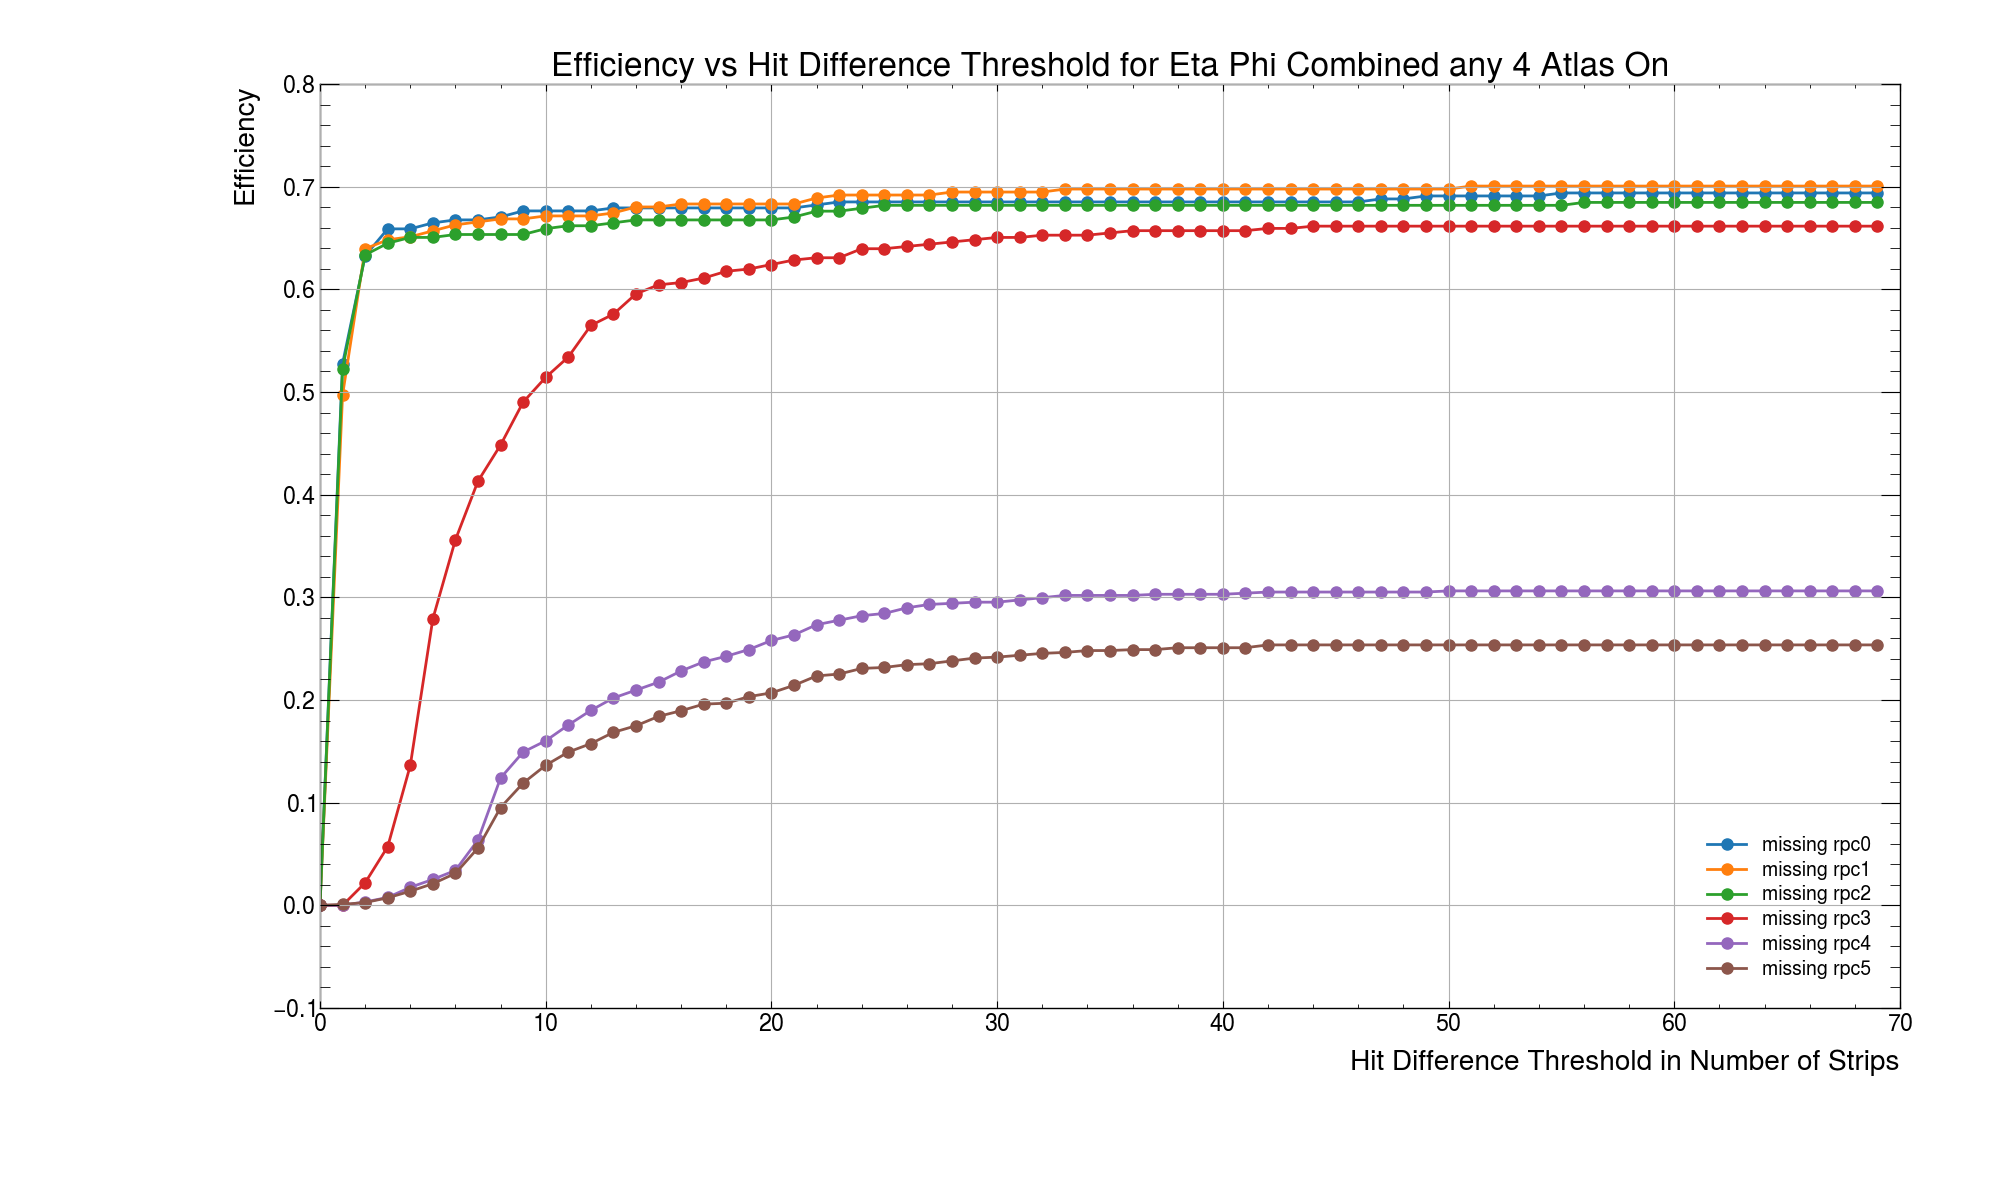 Efficiency vs Hit Difference Threshold for Eta Phi Combined any 4 Atlas On
Efficiency
0.8
0.7
0.6
0.5
0.4
0.3
0.2
0.1
0.0
−0.1
0 10 20 30 40 50 60 70
Hit Difference Threshold in Number of Strips
missing rpc0
missing rpc1
missing rpc2
missing rpc3
missing rpc4
missing rpc5